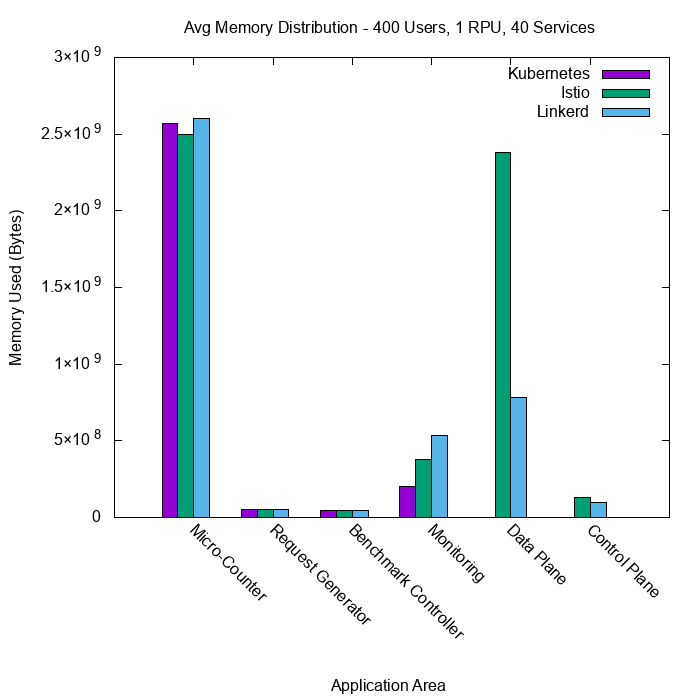 Avg Memory Distribution - 400 Users, 1 RPU, 40 Services
Kubernetes
Istio
Linkerd
3×10⁹
2.5×10⁹
2×10⁹
1.5×10⁹
1×10⁹
5×10⁸
0
Memory Used (Bytes)
Micro-Counter
Request Generator
Benchmark Controller
Monitoring
Data Plane
Control Plane
Application Area